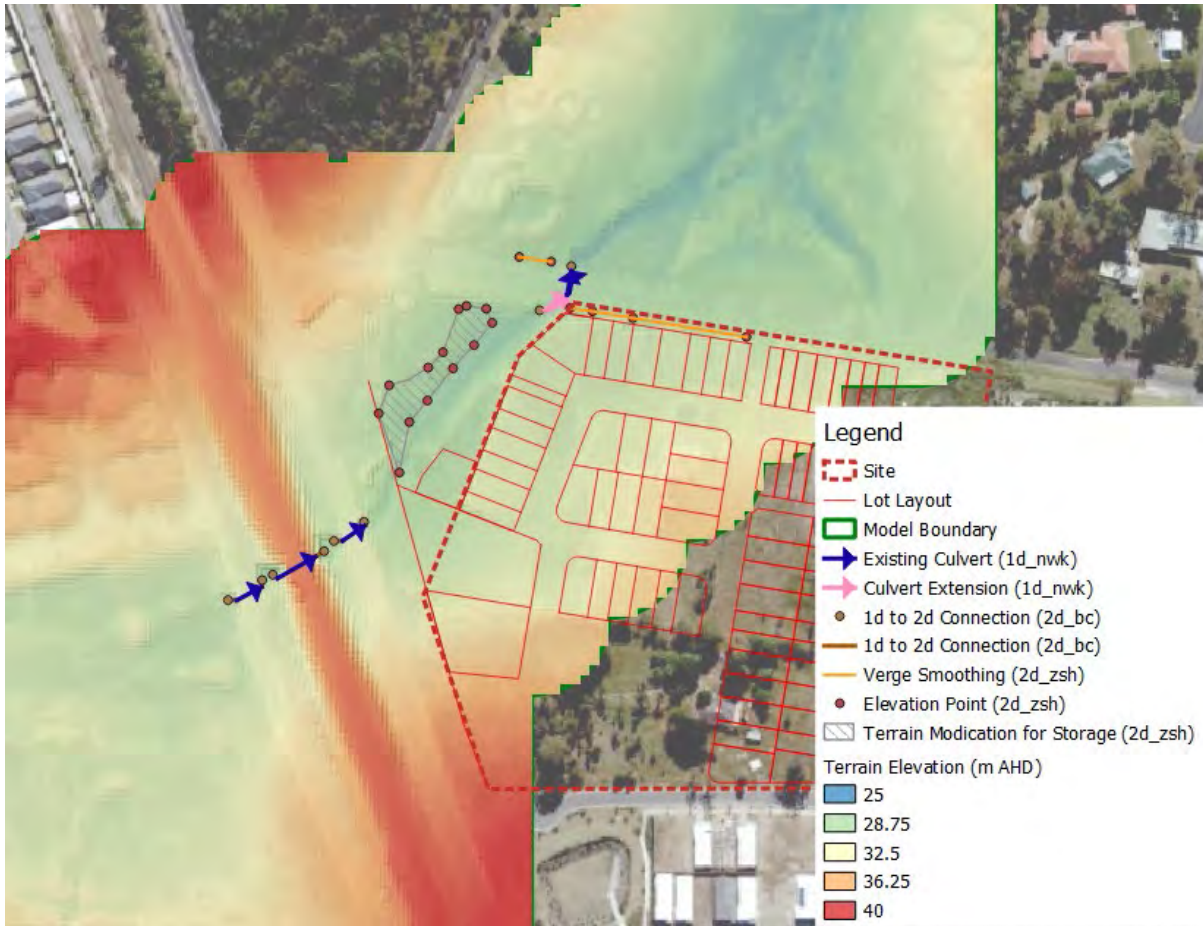 Legend
Site
Lot Layout
Model Boundary
Existing Culvert (1d_nwk)
Culvert Extension (1d_nwk)
1d to 2d Connection (2d_bc)
1d to 2d Connection (2d_bc)
Verge Smoothing (2d_zsh)
Elevation Point (2d_zsh)
Terrain Modication for Storage (2d_zsh)
Terrain Elevation (m AHD)
25
28.75
32.5
36.25
40